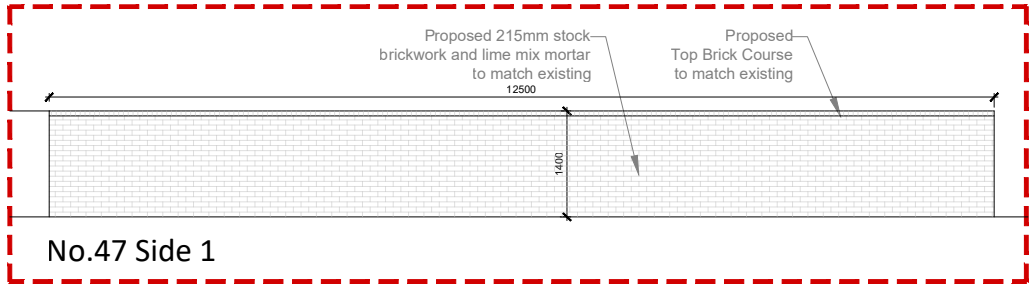 Proposed 215mm stock
brickwork and lime mix mortar
to match existing
Proposed
Top Brick Course
to match existing
12500
1400
No.47 Side 1